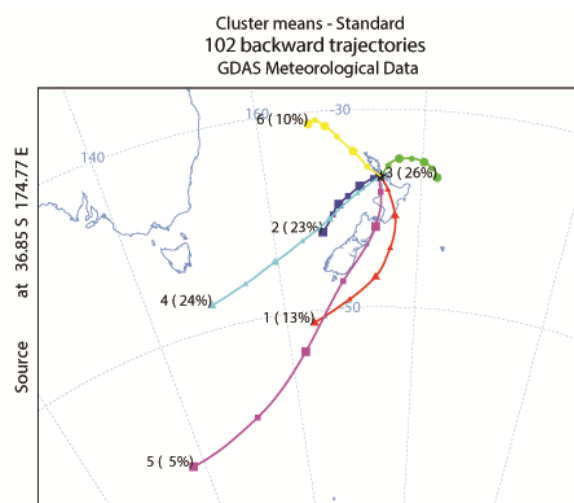 Cluster means - Standard
102 backward trajectories
GDAS Meteorological Data
Source at 36.85 S 174.77 E
160
-30
6 ( 10%)
140
3 ( 26%)
2 ( 23%)
4 ( 24%)
1 ( 13%)
-50
5 ( 5%)